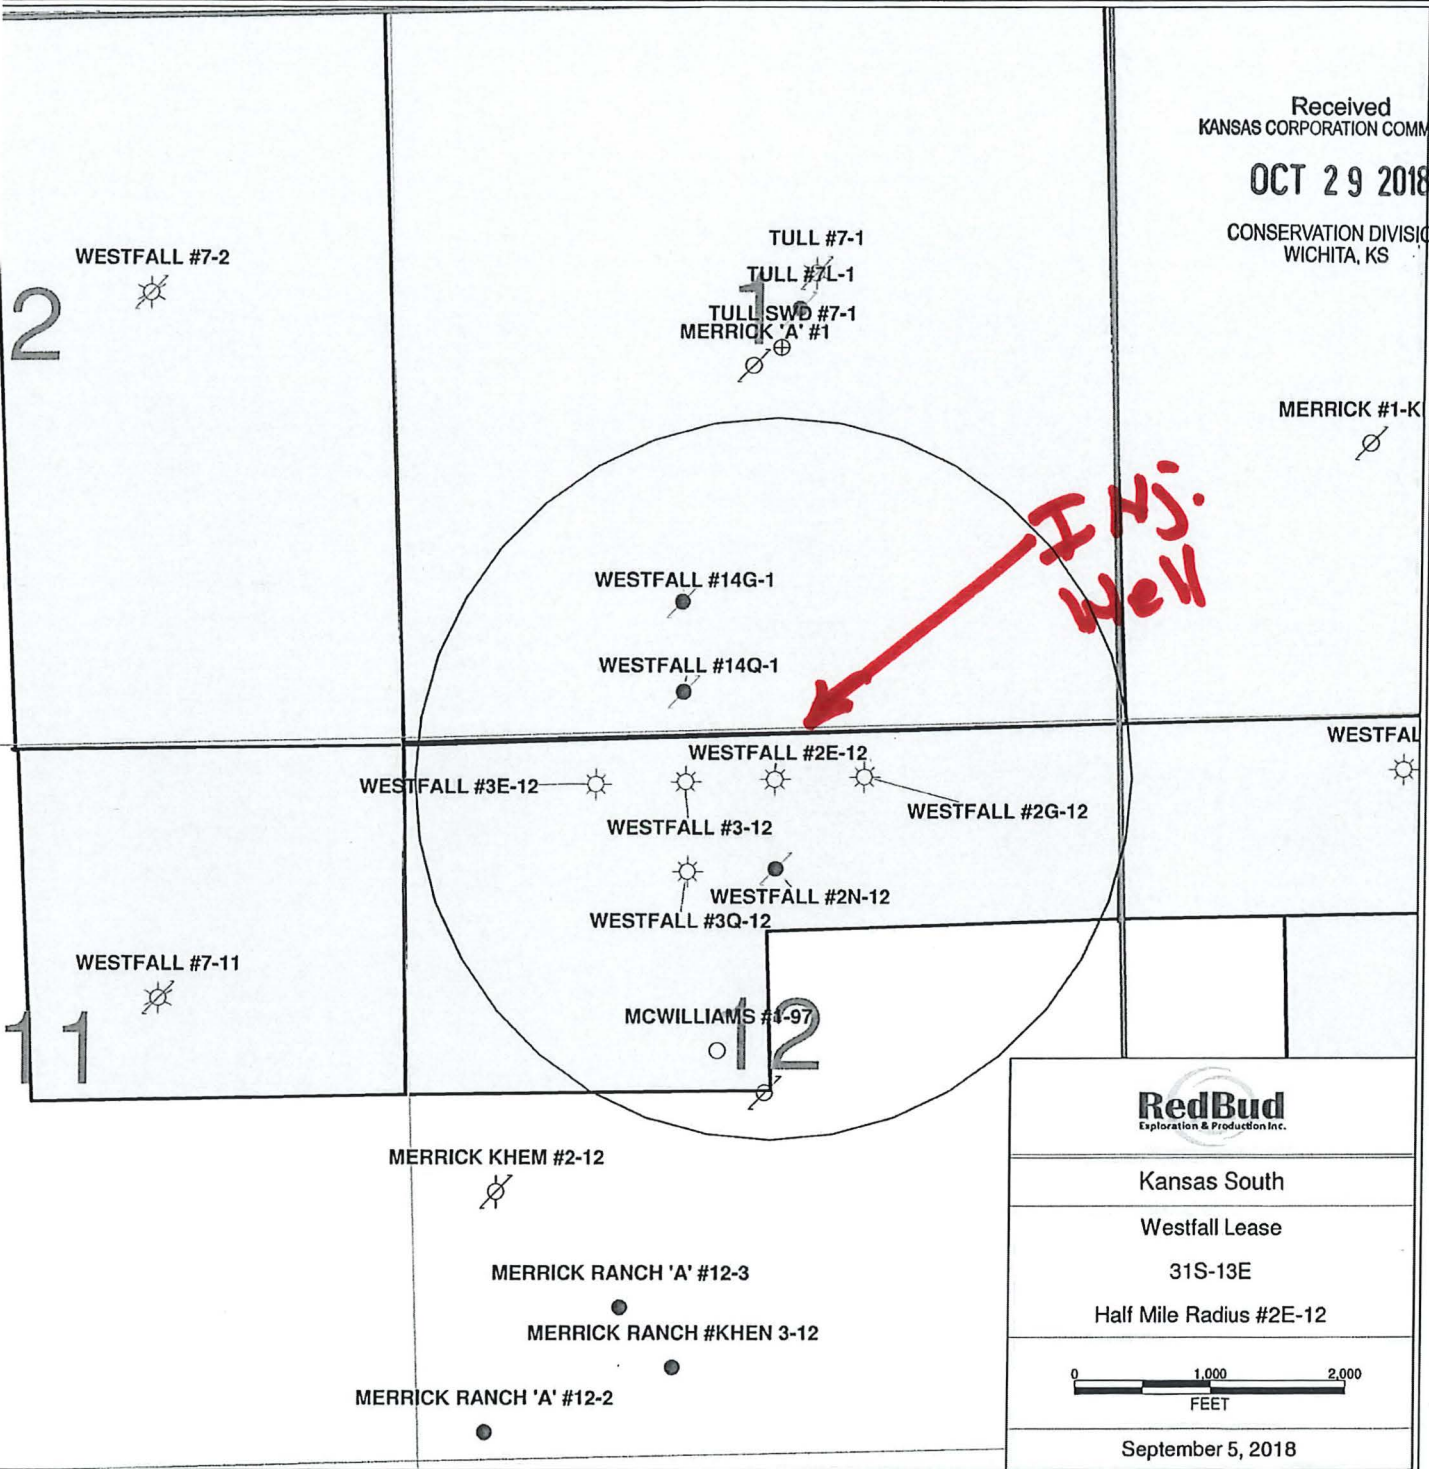 Received
KANSAS CORPORATION COMM
OCT 29 2018
CONSERVATION DIVISIO
WICHITA, KS
TULL #7-1
WESTFALL #7-2
TULL #7L-1
2
1
TULL SWD #7-1
MERRICK 'A' #1
MERRICK #1-K
INj.
Well
WESTFALL #14G-1
WESTFALL #14Q-1
WESTFAL
WESTFALL #2E-12
WESTFALL #3E-12
WESTFALL #2G-12
WESTFALL #3-12
WESTFALL #2N-12
WESTFALL #3Q-12
WESTFALL #7-11
MCWILLIAMS #1-97
11
12
RedBud
Exploration & Production Inc.
MERRICK KHEM #2-12
Kansas South
Westfall Lease
31S-13E
MERRICK RANCH 'A' #12-3
Half Mile Radius #2E-12
MERRICK RANCH #KHEN 3-12
0 1,000 2,000
FEET
MERRICK RANCH 'A' #12-2
September 5, 2018